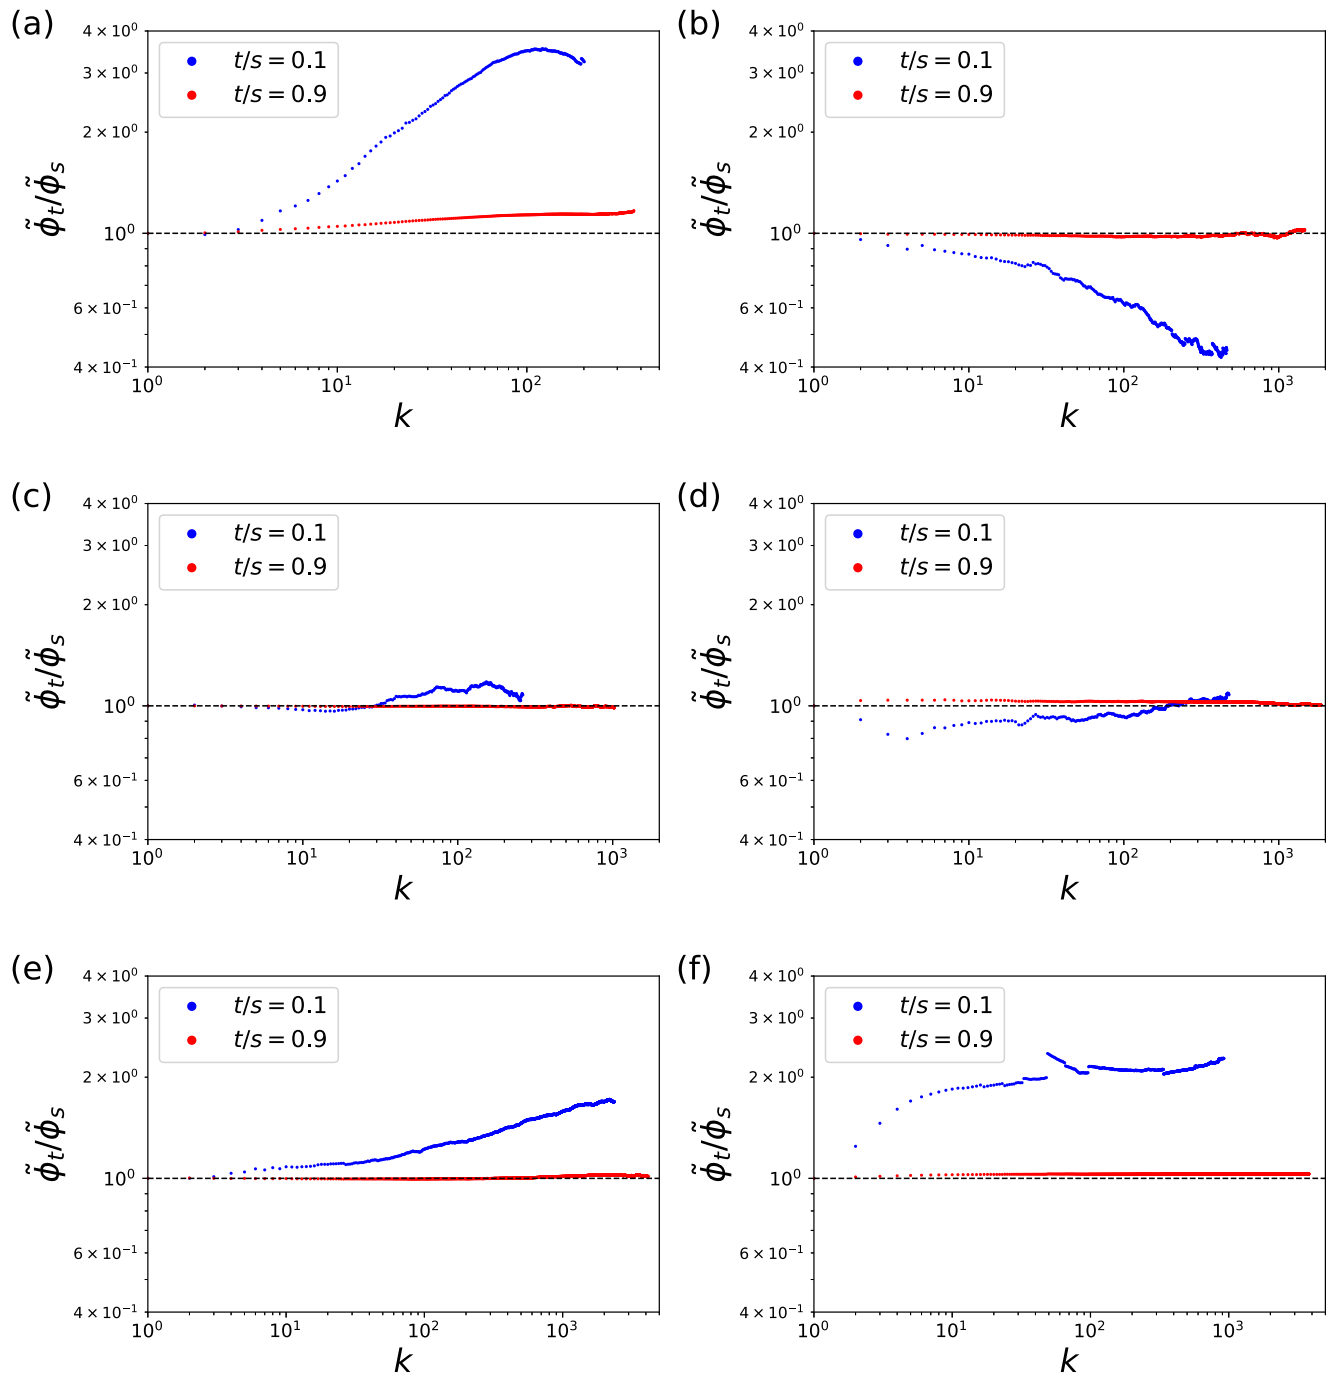 (a)
4 × 10⁰
3 × 10⁰
2 × 10⁰
10⁰
6 × 10⁻¹
4 × 10⁻¹
ϕ̃ₜ/ϕ̃ₛ
t/s = 0.1
t/s = 0.9
10⁰ 10¹ 10²
k
(b)
4 × 10⁰
3 × 10⁰
2 × 10⁰
10⁰
6 × 10⁻¹
4 × 10⁻¹
ϕ̃ₜ/ϕ̃ₛ
t/s = 0.1
t/s = 0.9
10⁰ 10¹ 10² 10³
k
(c)
4 × 10⁰
3 × 10⁰
2 × 10⁰
10⁰
6 × 10⁻¹
4 × 10⁻¹
ϕ̃ₜ/ϕ̃ₛ
t/s = 0.1
t/s = 0.9
10⁰ 10¹ 10² 10³
k
(d)
4 × 10⁰
3 × 10⁰
2 × 10⁰
10⁰
6 × 10⁻¹
4 × 10⁻¹
ϕ̃ₜ/ϕ̃ₛ
t/s = 0.1
t/s = 0.9
10⁰ 10¹ 10² 10³
k
(e)
4 × 10⁰
3 × 10⁰
2 × 10⁰
10⁰
6 × 10⁻¹
4 × 10⁻¹
ϕ̃ₜ/ϕ̃ₛ
t/s = 0.1
t/s = 0.9
10⁰ 10¹ 10² 10³
k
(f)
4 × 10⁰
3 × 10⁰
2 × 10⁰
10⁰
6 × 10⁻¹
4 × 10⁻¹
ϕ̃ₜ/ϕ̃ₛ
t/s = 0.1
t/s = 0.9
10⁰ 10¹ 10² 10³
k